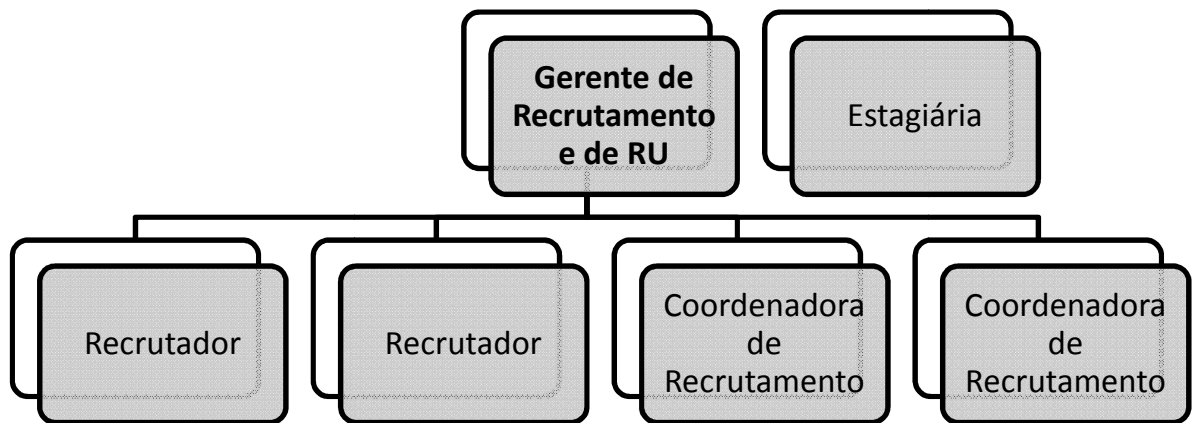 Gerente de
Recrutamento
e de RU
Estagiária
Recrutador
Recrutador
Coordenadora
de
Recrutamento
Coordenadora
de
Recrutamento